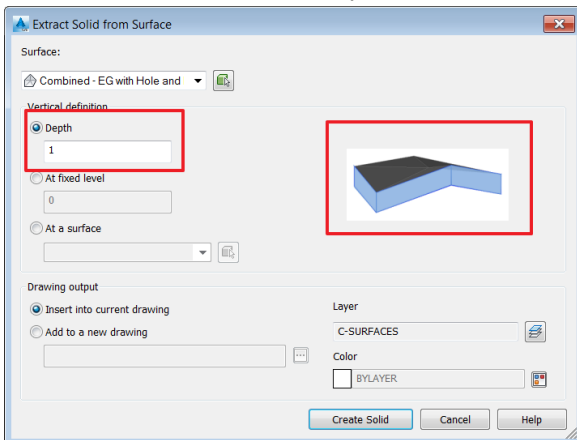 Extract Solid from Surface
Surface:
Combined - EG with Hole and
Vertical definition
Depth
1
At fixed level
0
At a surface
Drawing output
Insert into current drawing
Add to a new drawing
Layer
C-SURFACES
Color
BYLAYER
Create Solid
Cancel
Help